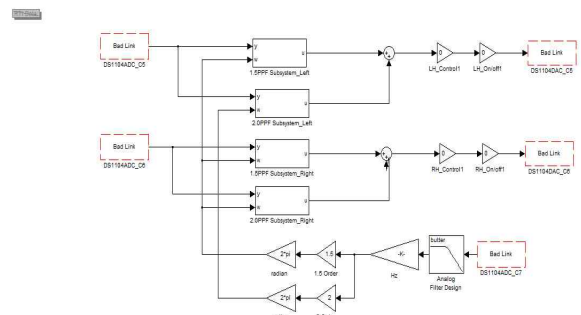 RTI Data
Bad Link
DS1104ADC_C5
y
w
u
1.5PPF Subsystem_Left
0
LH_Control1
0
LH_On/off1
Bad Link
DS1104DAC_C5
y
w
u
2.0PPF Subsystem_Left
Bad Link
DS1104ADC_C6
y
w
u
1.5PPF Subsystem_Right
0
RH_Control1
0
RH_On/off1
Bad Link
DS1104DAC_C6
y
w
u
2.0PPF Subsystem_Right
2*pi
radian
1.5
1.5 Order
-K-
Hz
butter
Analog
Filter Design
Bad Link
DS1104ADC_C7
2*pi
2